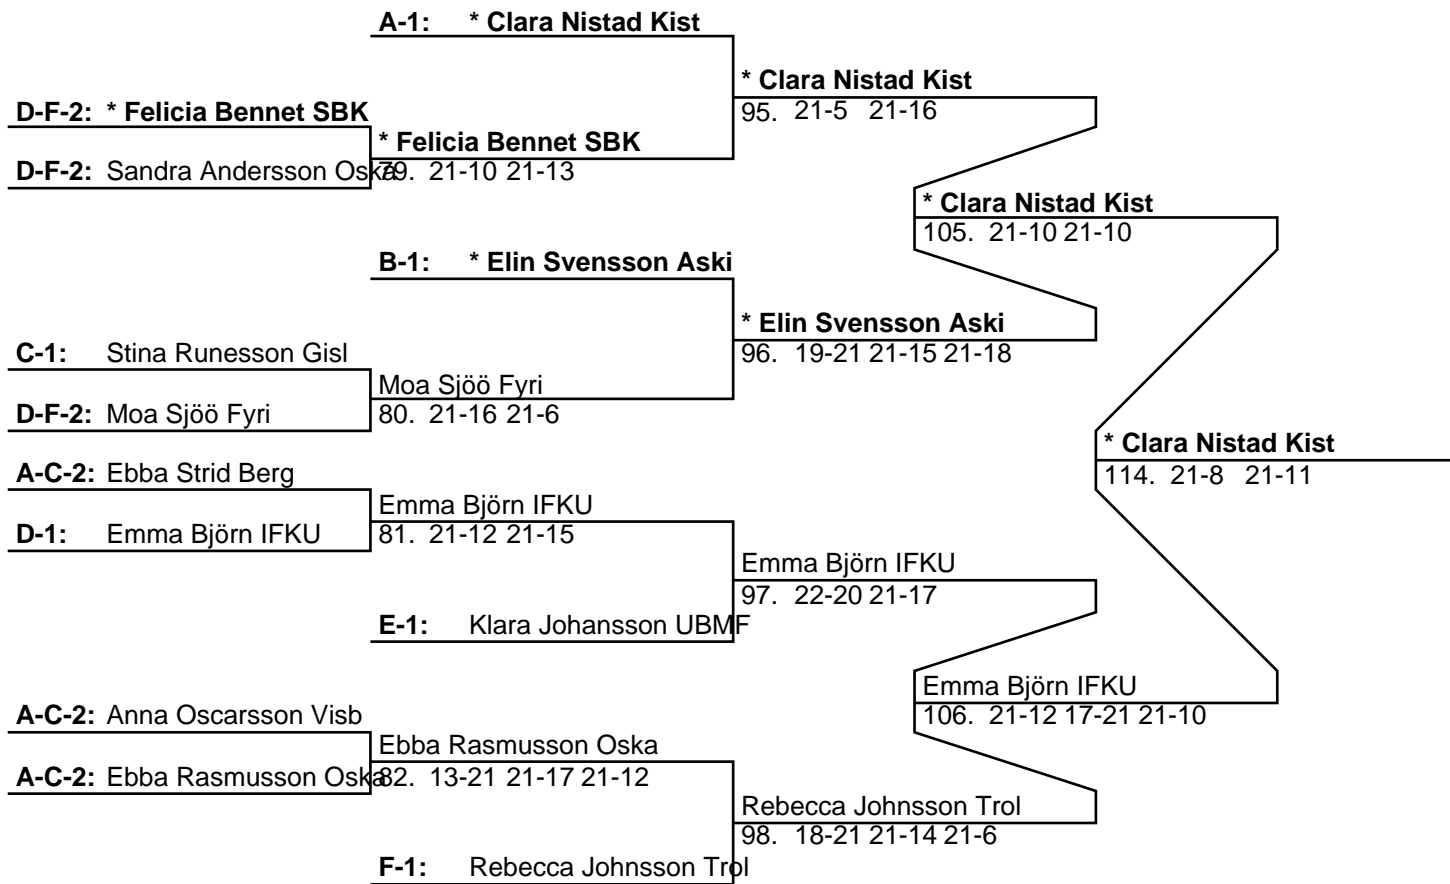 A-1: * Clara Nistad Kist
* Clara Nistad Kist
95. 21-5 21-16
D-F-2: * Felicia Bennet SBK
* Felicia Bennet SBK
D-F-2: Sandra Andersson Oska
79. 21-10 21-13
* Clara Nistad Kist
105. 21-10 21-10
B-1: * Elin Svensson Aski
* Elin Svensson Aski
96. 19-21 21-15 21-18
C-1: Stina Runesson Gisl
Moa Sjöö Fyri
D-F-2: Moa Sjöö Fyri
80. 21-16 21-6
* Clara Nistad Kist
114. 21-8 21-11
A-C-2: Ebba Strid Berg
Emma Björn IFKU
D-1: Emma Björn IFKU
81. 21-12 21-15
Emma Björn IFKU
97. 22-20 21-17
E-1: Klara Johansson UBMF
Emma Björn IFKU
106. 21-12 17-21 21-10
A-C-2: Anna Oscarsson Visb
Ebba Rasmusson Oska
A-C-2: Ebba Rasmusson Oska
82. 13-21 21-17 21-12
Rebecca Johnsson Trol
98. 18-21 21-14 21-6
F-1: Rebecca Johnsson Trol